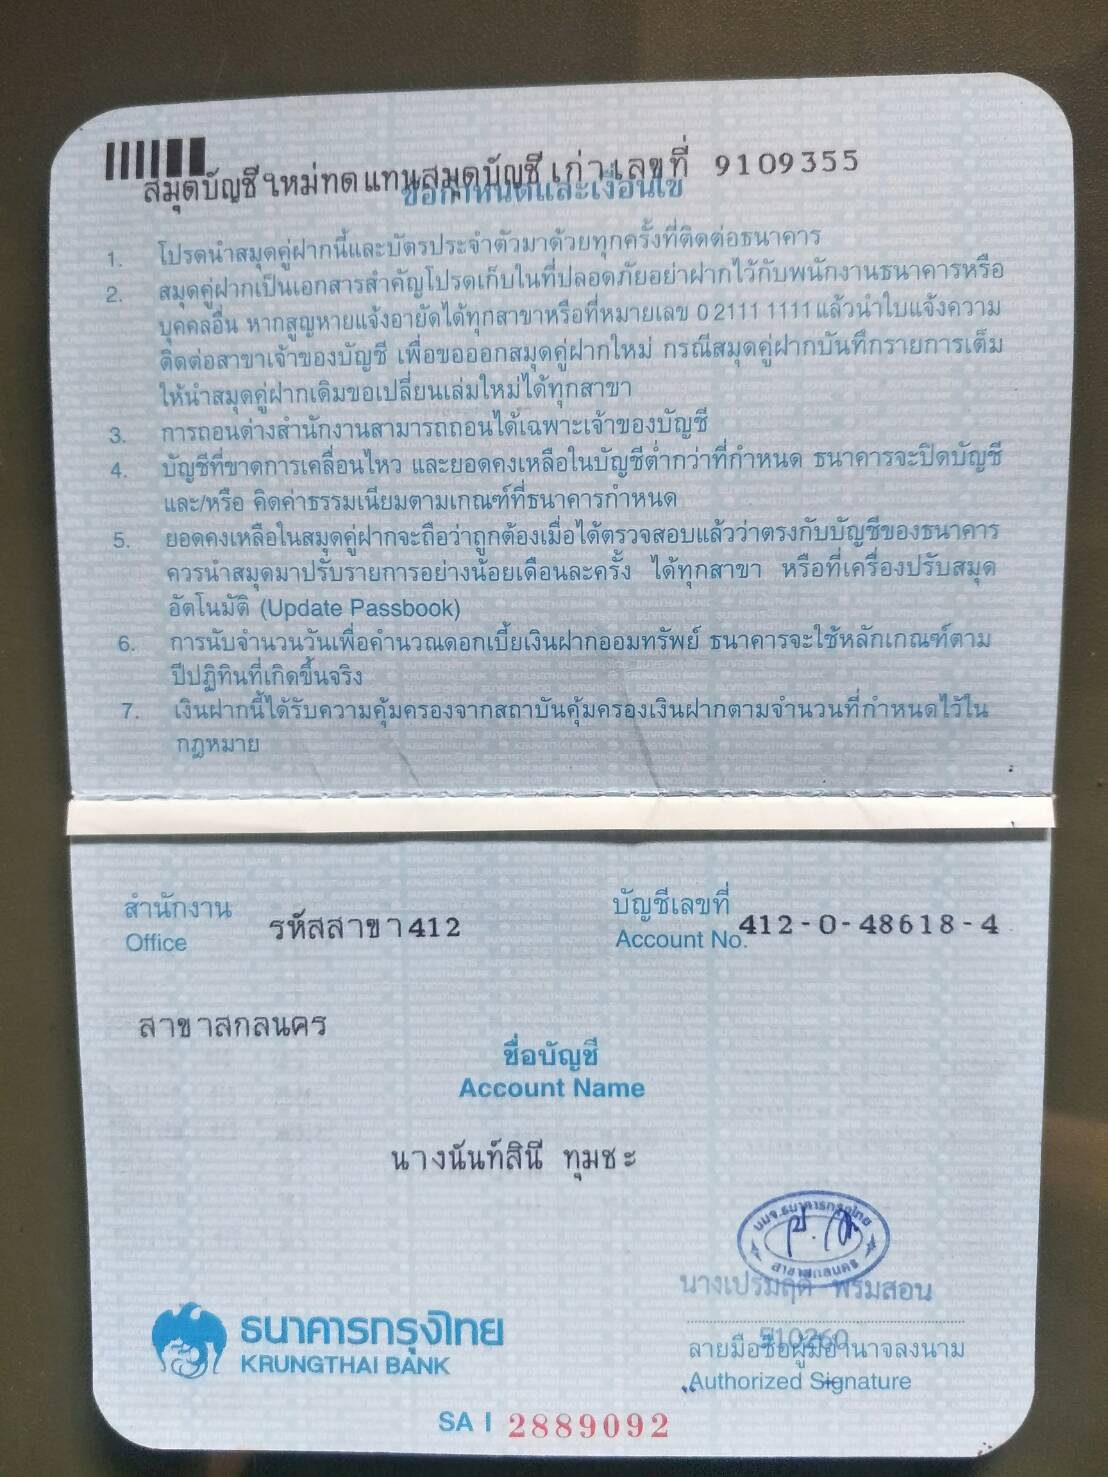 สมุดบัญชีใหม่ทดแทนสมุดบัญชีเก่าเลขที่ 9109355
ข้อกำหนดและเงื่อนไข
1. โปรดนำสมุดคู่ฝากนี้และบัตรประจำตัวมาด้วยทุกครั้งที่ติดต่อธนาคาร
2. สมุดคู่ฝากเป็นเอกสารสำคัญโปรดเก็บในที่ปลอดภัยอย่าฝากไว้กับพนักงานธนาคารหรือ
บุคคลอื่น หากสูญหายแจ้งอายัดได้ทุกสาขาหรือที่หมายเลข 0 2111 1111 แล้วนำใบแจ้งความ
ติดต่อสาขาเจ้าของบัญชี เพื่อขอออกสมุดคู่ฝากใหม่ กรณีสมุดคู่ฝากบันทึกรายการเต็ม
ให้นำสมุดคู่ฝากเดิมขอเปลี่ยนเล่มใหม่ได้ทุกสาขา
3. การถอนต่างสำนักงานสามารถถอนได้เฉพาะเจ้าของบัญชี
4. บัญชีที่ขาดการเคลื่อนไหว และยอดคงเหลือในบัญชีต่ำกว่าที่กำหนด ธนาคารจะปิดบัญชี
และ/หรือ คิดค่าธรรมเนียมตามเกณฑ์ที่ธนาคารกำหนด
5. ยอดคงเหลือในสมุดคู่ฝากจะถือว่าถูกต้องเมื่อได้ตรวจสอบแล้วว่าตรงกับบัญชีของธนาคาร
ควรนำสมุดมาปรับรายการอย่างน้อยเดือนละครั้ง ได้ทุกสาขา หรือที่เครื่องปรับสมุด
อัตโนมัติ (Update Passbook)
6. การนับจำนวนวันเพื่อคำนวณดอกเบี้ยเงินฝากออมทรัพย์ ธนาคารจะใช้หลักเกณฑ์ตาม
ปีปฏิทินที่เกิดขึ้นจริง
7. เงินฝากนี้ได้รับความคุ้มครองจากสถาบันคุ้มครองเงินฝากตามจำนวนที่กำหนดไว้ใน
กฎหมาย
สำนักงาน รหัสสาขา 412 บัญชีเลขที่ 412-0-48618-4
Office Account No.
สาขาสกลนคร
ชื่อบัญชี
Account Name
นางนันท์สินี ทุมชะ
บมจ.ธนาคารกรุงไทย
สาขาสกลนคร
นางเปรมฤดี พรมสอน
510260
ลายมือชื่อผู้มีอำนาจลงนาม
Authorized Signature
ธนาคารกรุงไทย
KRUNGTHAI BANK
SA I 2889092